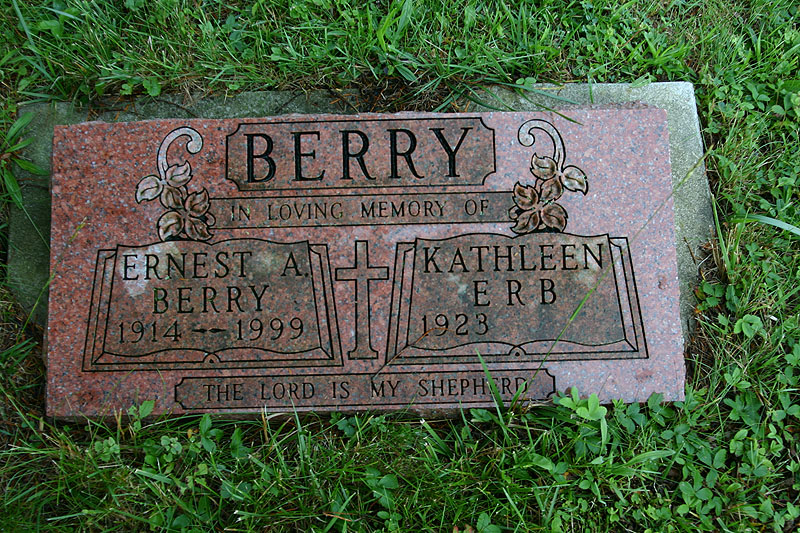 BERRY
IN LOVING MEMORY OF
ERNEST A.
BERRY
1914 -- 1999
KATHLEEN
ERB
1923
THE LORD IS MY SHEPHERD